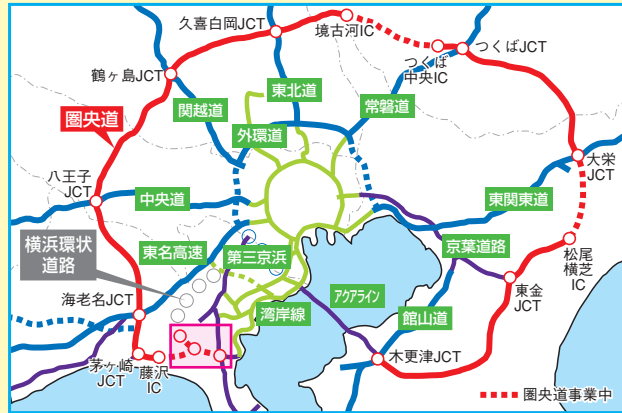 久喜白岡JCT
境古河IC
つくばJCT
つくば
中央IC
鶴ヶ島JCT
東北道
関越道
常磐道
圏央道
外環道
大栄
JCT
八王子
JCT
中央道
東関東道
横浜環状
道路
東名高速
第三京浜
京葉道路
松尾
横芝
IC
海老名JCT
湾岸線
アクアライン
館山道
東金
JCT
茅ヶ崎
JCT
藤沢
IC
木更津JCT
圏央道事業中